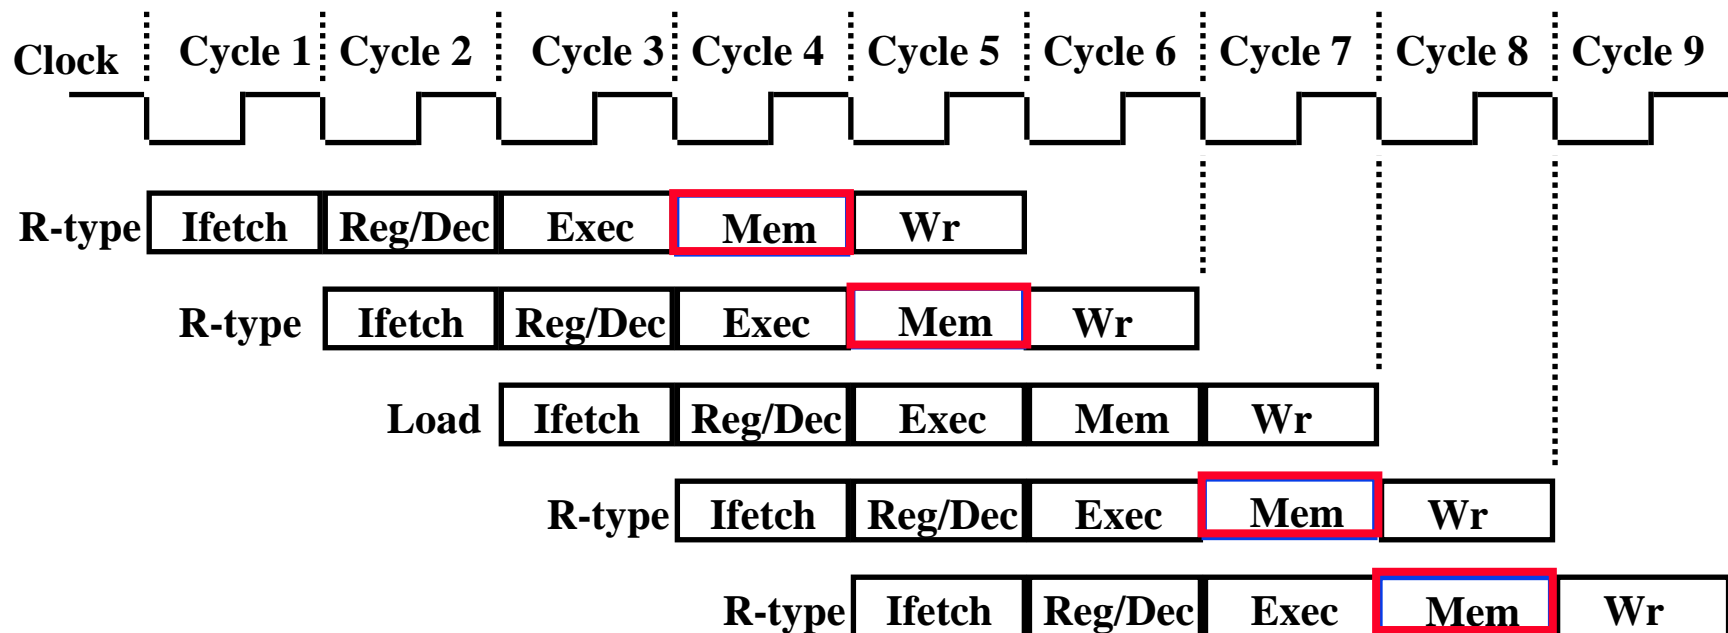 Clock Cycle 1 Cycle 2 Cycle 3 Cycle 4 Cycle 5 Cycle 6 Cycle 7 Cycle 8 Cycle 9
R-type Ifetch Reg/Dec Exec Mem Wr
R-type Ifetch Reg/Dec Exec Mem Wr
Load Ifetch Reg/Dec Exec Mem Wr
R-type Ifetch Reg/Dec Exec Mem Wr
R-type Ifetch Reg/Dec Exec Mem Wr